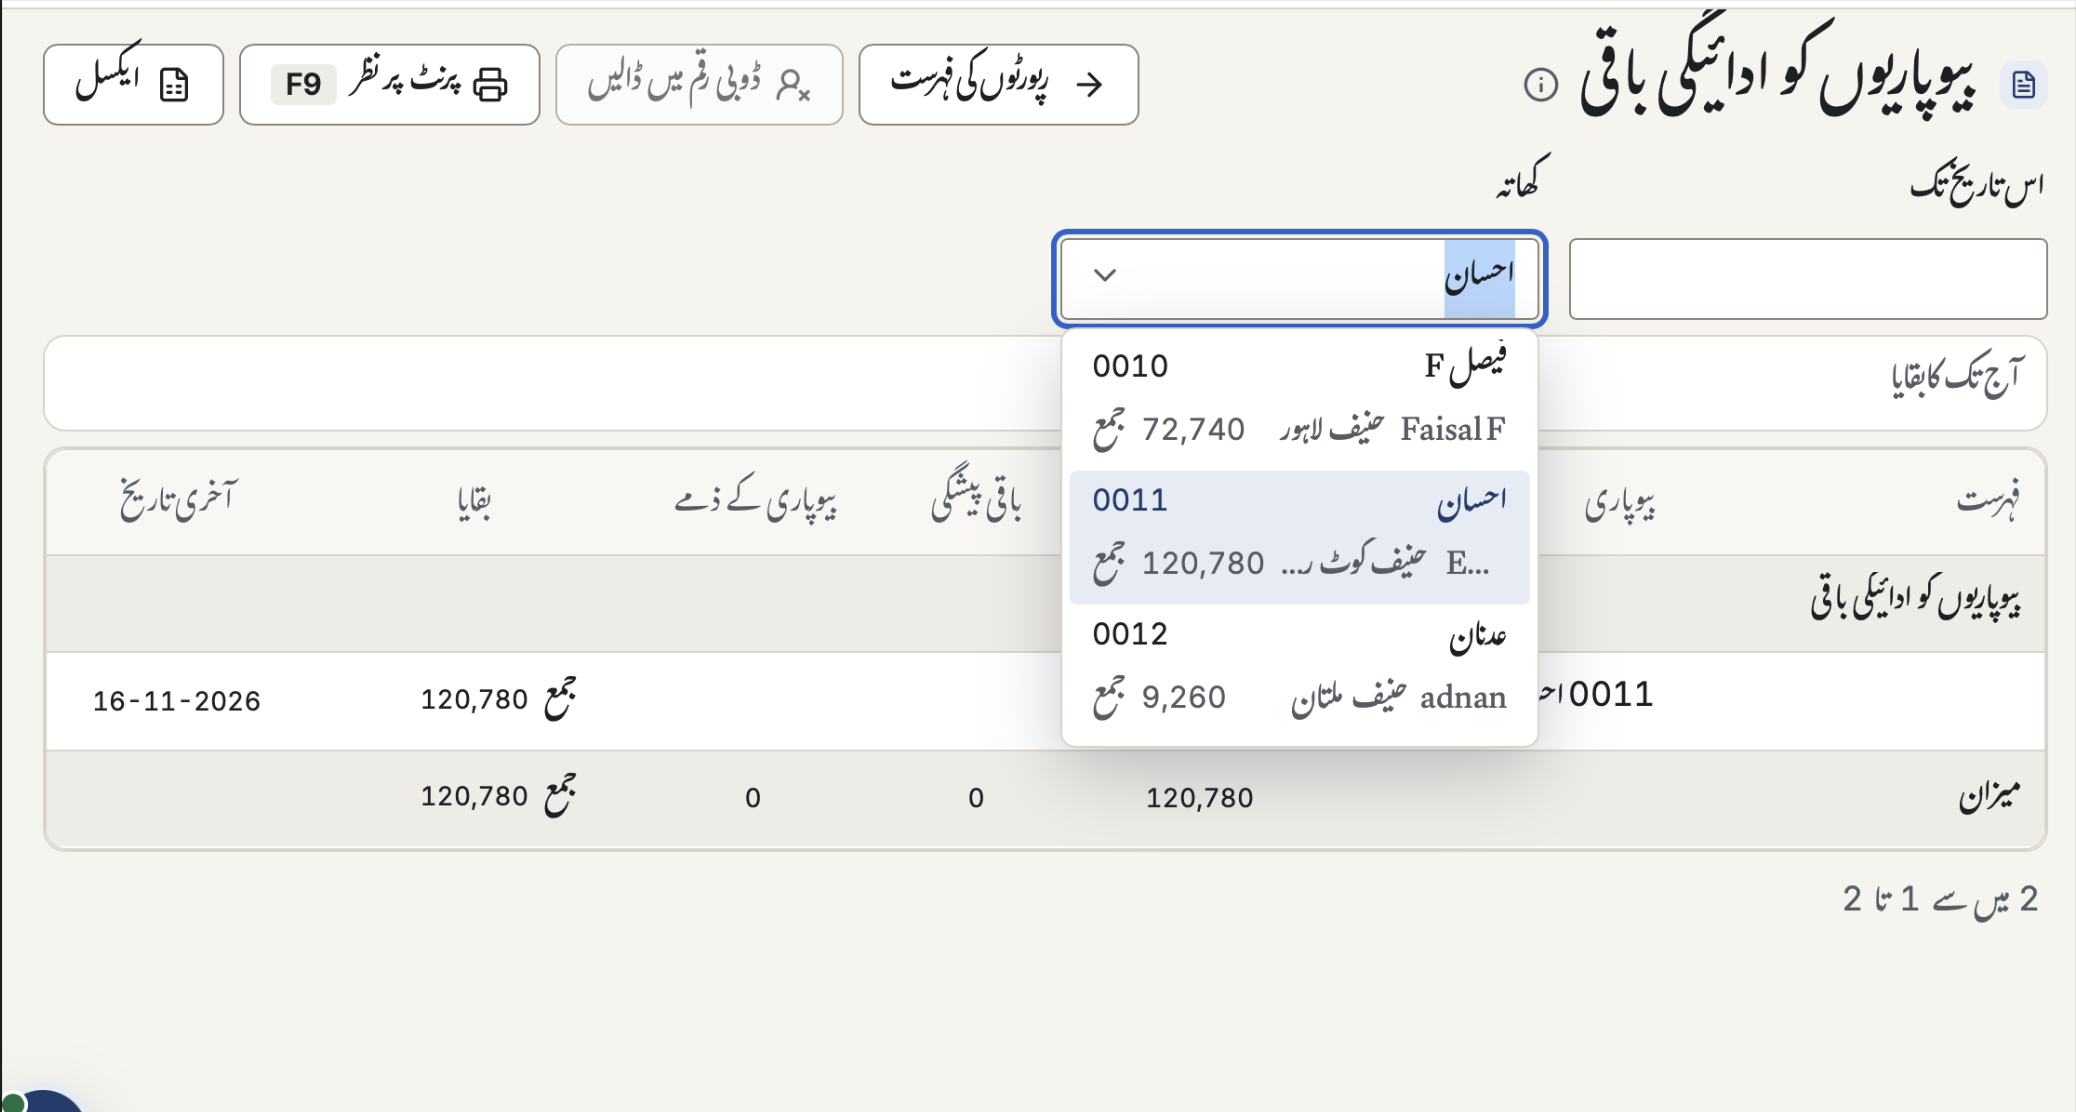 بیوپاریوں کو ادائیگی باقی
رپورٹوں کی فہرست
ڈوبی رقم میں ڈالیں
پرنٹ پر نظر F9
ایکسل
اس تاریخ تک
کھاتہ
احسان
آج تک کا بقایا
فیصل F 0010
Faisal F حنیف لاہور 72,740 جمع
احسان 0011
E... حنیف کوٹ ر... 120,780 جمع
عدنان 0012
adnan حنیف ملتان 9,260 جمع
فہرست بیوپاری باقی پیشگی بیوپاری کے ذمے بقایا آخری تاریخ
بیوپاریوں کو ادائیگی باقی
0011 120,780 جمع 16-11-2026
میزان 120,780 0 0 120,780 جمع
2 میں سے 1 تا 2